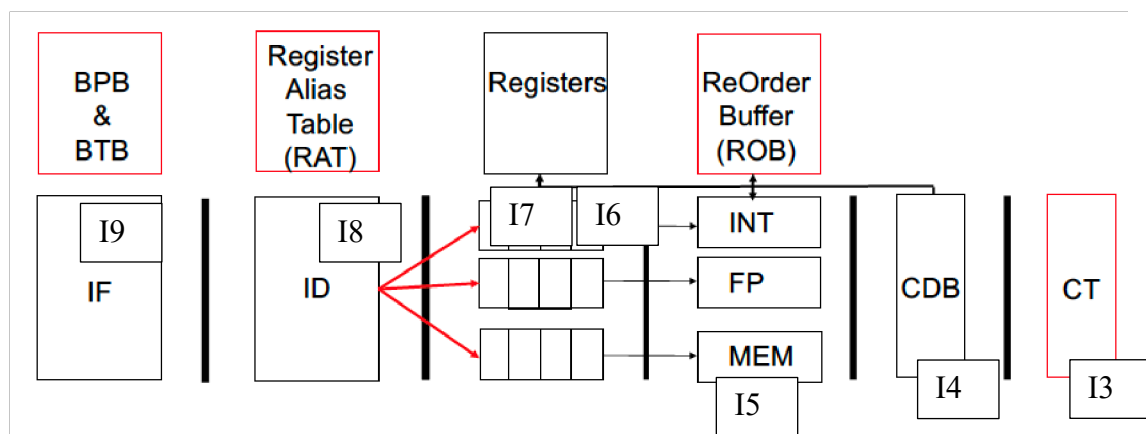 BPB
&
BTB
Register
Alias
Table
(RAT)
Registers
ReOrder
Buffer
(ROB)
I9
IF
I8
ID
I7
I6
INT
FP
MEM
I5
CDB
I4
CT
I3